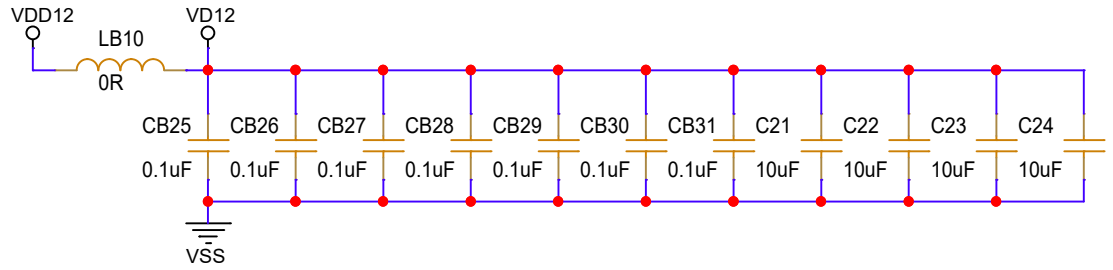 VDD12 VD12
LB10
0R
CB25 CB26 CB27 CB28 CB29 CB30 CB31 C21 C22 C23 C24
0.1uF 0.1uF 0.1uF 0.1uF 0.1uF 0.1uF 0.1uF 10uF 10uF 10uF 10uF
VSS